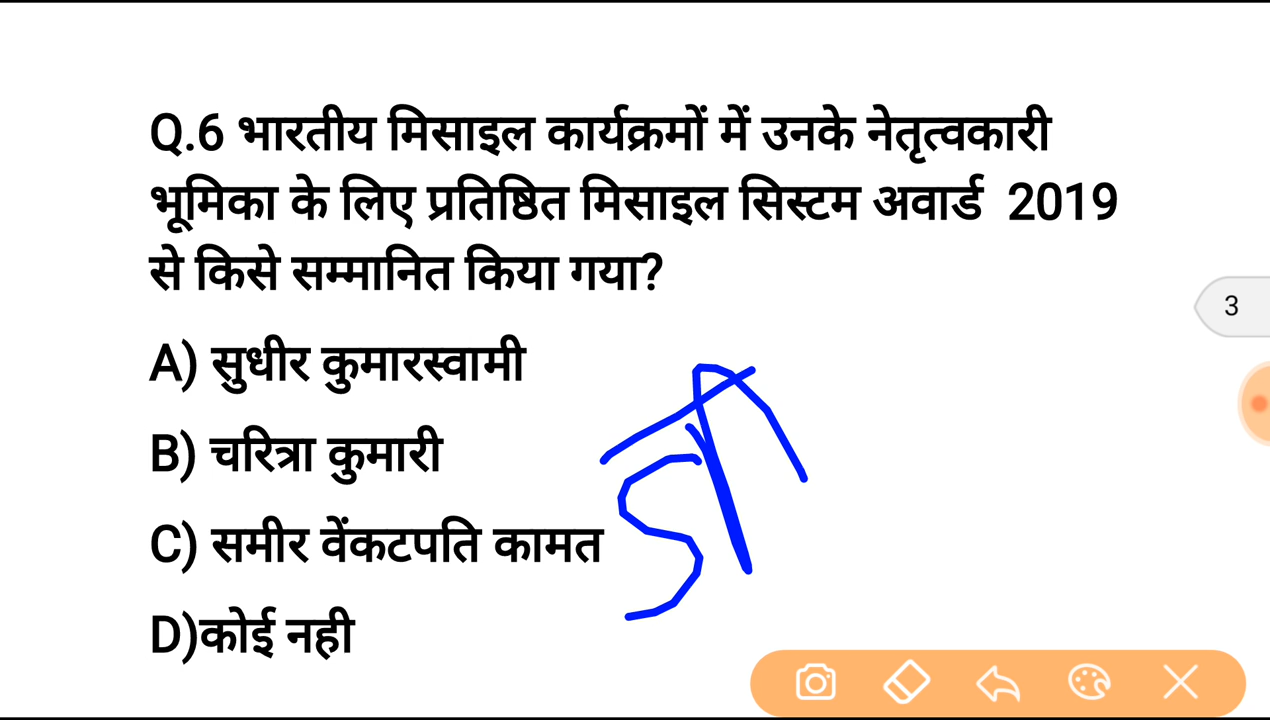 Q.6 भारतीय मिसाइल कार्यक्रमों में उनके नेतृत्वकारी
भूमिका के लिए प्रतिष्ठित मिसाइल सिस्टम अवार्ड 2019
से किसे सम्मानित किया गया?
A) सुधीर कुमारस्वामी
B) चरित्रा कुमारी
C) समीर वेंकटपति कामत
D)कोई नही
3